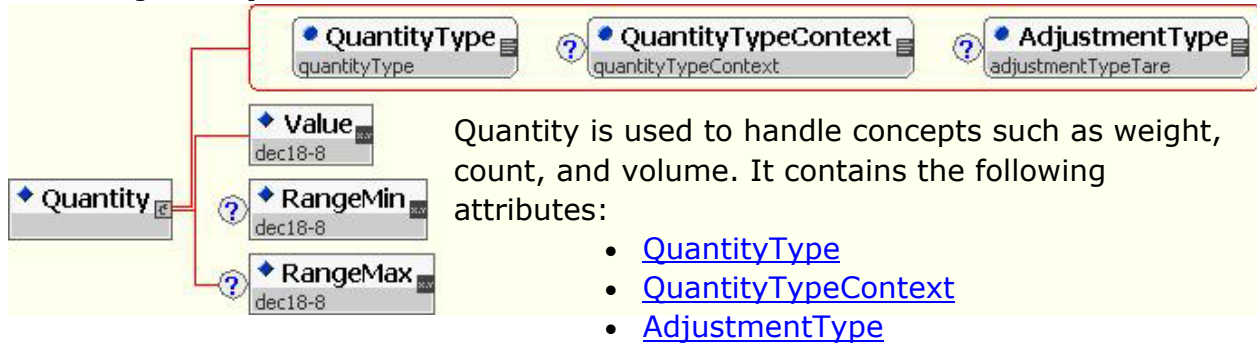 QuantityType
quantityType
? QuantityTypeContext
quantityTypeContext
? AdjustmentType
adjustmentTypeTare
Value
dec18-8
Quantity
? RangeMin
dec18-8
? RangeMax
dec18-8
Quantity is used to handle concepts such as weight,
count, and volume. It contains the following
attributes:
• QuantityType
• QuantityTypeContext
• AdjustmentType